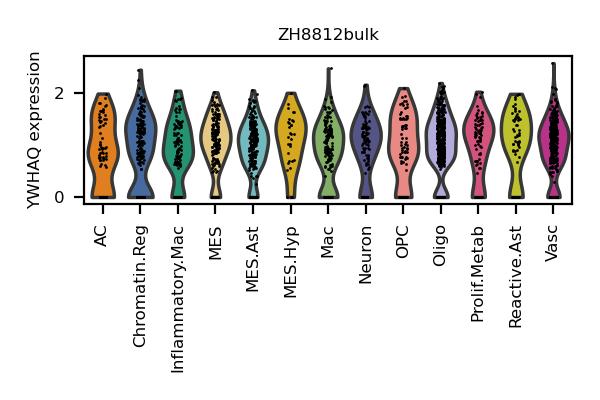 ZH8812bulk
YWHAQ expression
2
0
AC
Chromatin.Reg
Inflammatory.Mac
MES
MES.Ast
MES.Hyp
Mac
Neuron
OPC
Oligo
Prolif.Metab
Reactive.Ast
Vasc